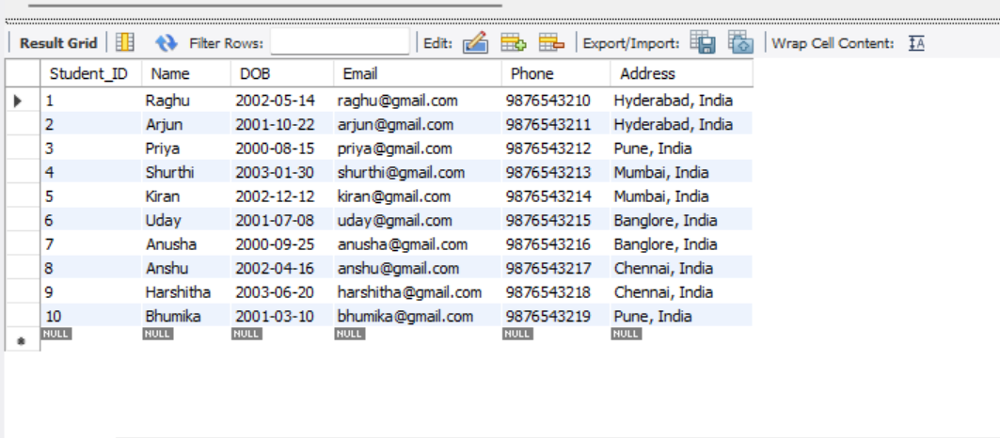 Result Grid Filter Rows: Edit: Export/Import: Wrap Cell Content: IA
Student_ID Name DOB Email Phone Address
1 Raghu 2002-05-14 raghu@gmail.com 9876543210 Hyderabad, India
2 Arjun 2001-10-22 arjun@gmail.com 9876543211 Hyderabad, India
3 Priya 2000-08-15 priya@gmail.com 9876543212 Pune, India
4 Shurthi 2003-01-30 shurthi@gmail.com 9876543213 Mumbai, India
5 Kiran 2002-12-12 kiran@gmail.com 9876543214 Mumbai, India
6 Uday 2001-07-08 uday@gmail.com 9876543215 Banglore, India
7 Anusha 2000-09-25 anusha@gmail.com 9876543216 Banglore, India
8 Anshu 2002-04-16 anshu@gmail.com 9876543217 Chennai, India
9 Harshitha 2003-06-20 harshitha@gmail.com 9876543218 Chennai, India
10 Bhumika 2001-03-10 bhumika@gmail.com 9876543219 Pune, India
NULL NULL NULL NULL NULL NULL